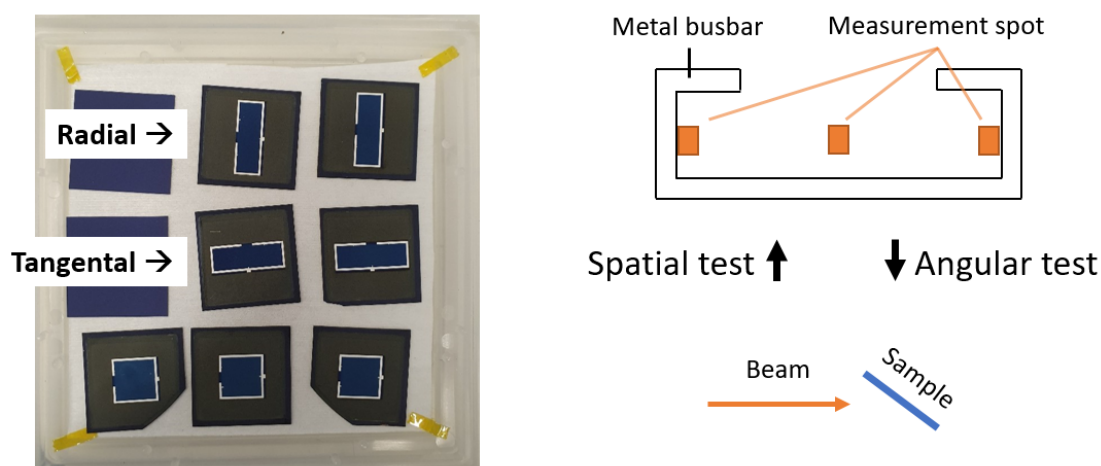 Radial →
Tangental →
Metal busbar
Measurement spot
Spatial test
Angular test
Beam
Sample